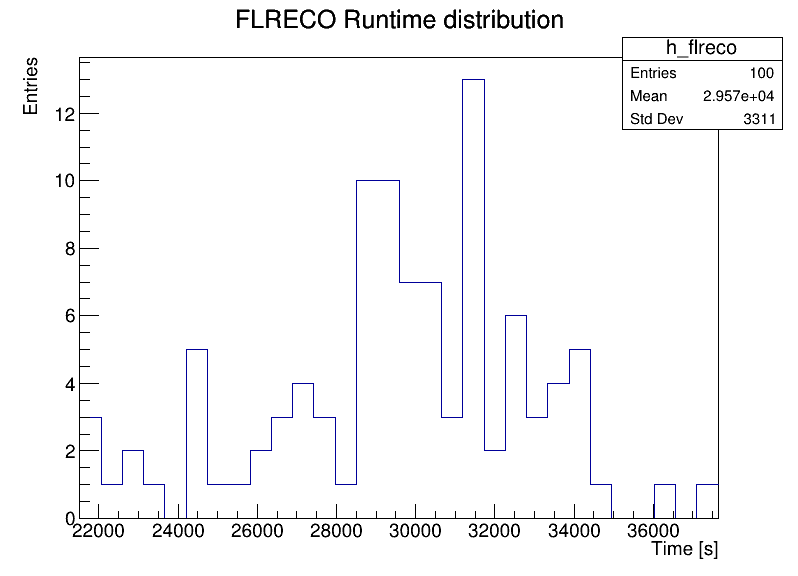 FLRECO Runtime distribution
h_flreco
Entries 100
Mean 2.957e+04
Std Dev 3311
Entries
12
10
8
6
4
2
0
22000 24000 26000 28000 30000 32000 34000 36000
Time [s]